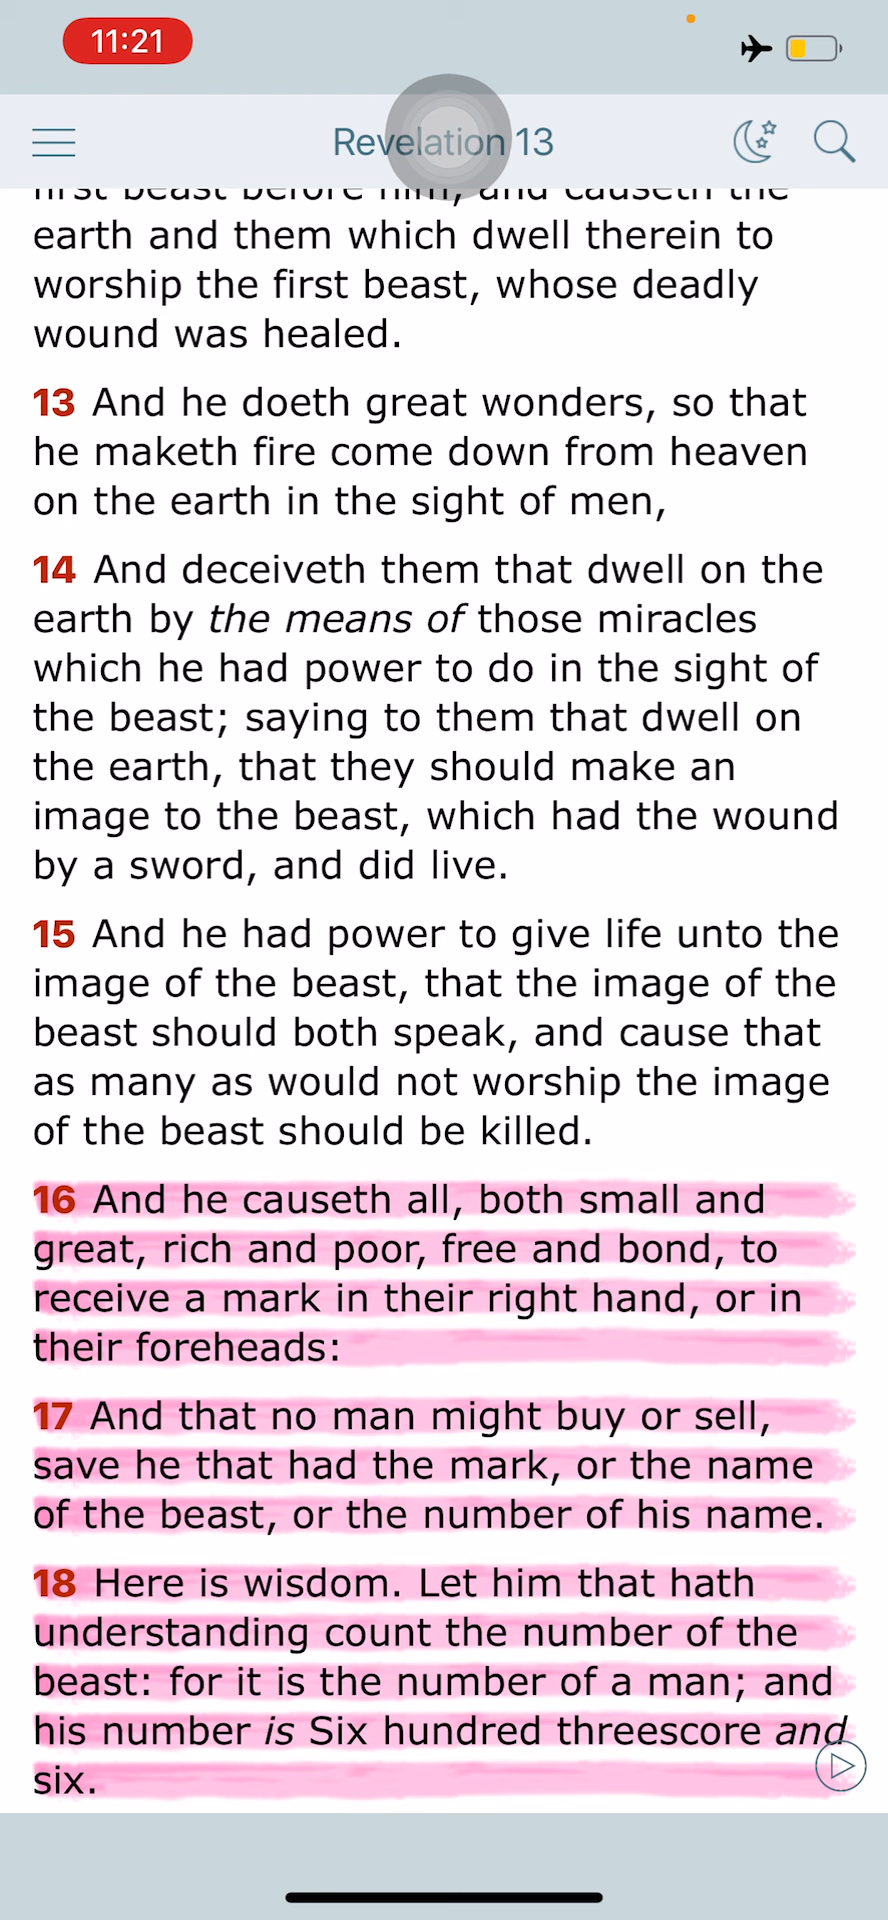 11:21
Revelation 13
first beast before him, and causeth the
earth and them which dwell therein to
worship the first beast, whose deadly
wound was healed.
13 And he doeth great wonders, so that
he maketh fire come down from heaven
on the earth in the sight of men,
14 And deceiveth them that dwell on the
earth by the means of those miracles
which he had power to do in the sight of
the beast; saying to them that dwell on
the earth, that they should make an
image to the beast, which had the wound
by a sword, and did live.
15 And he had power to give life unto the
image of the beast, that the image of the
beast should both speak, and cause that
as many as would not worship the image
of the beast should be killed.
16 And he causeth all, both small and
great, rich and poor, free and bond, to
receive a mark in their right hand, or in
their foreheads:
17 And that no man might buy or sell,
save he that had the mark, or the name
of the beast, or the number of his name.
18 Here is wisdom. Let him that hath
understanding count the number of the
beast: for it is the number of a man; and
his number is Six hundred threescore and
six.